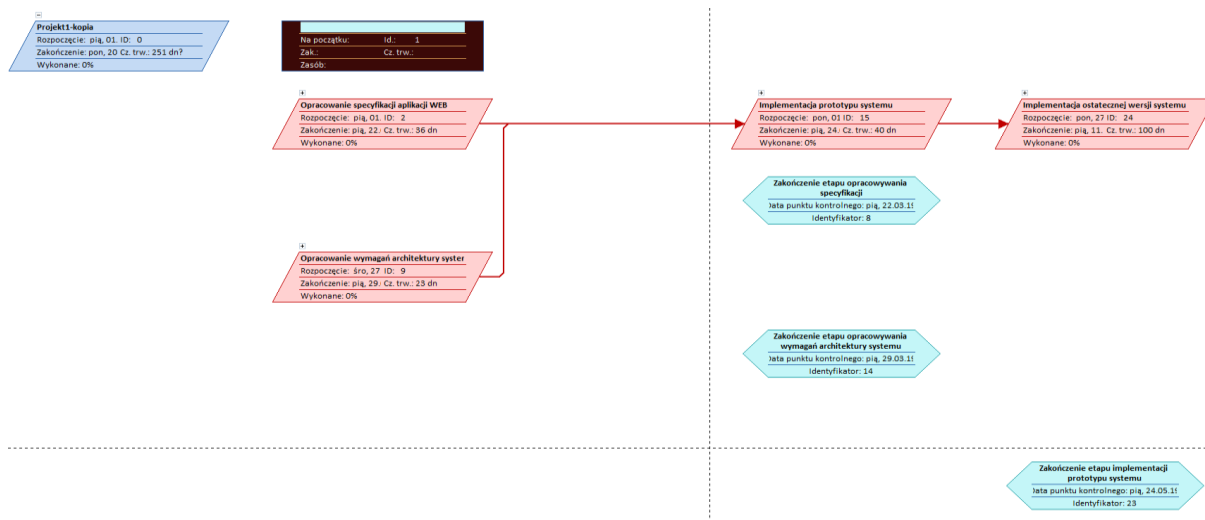 Projekt1-kopia
Rozpoczęcie: pią, 01. ID: 0
Zakończenie: pon, 20 Cz. trw.: 251 dn?
Wykonane: 0%
Na początku: Id.: 1
Zak.: Cz. trw.:
Zasób:
Opracowanie specyfikacji aplikacji WEB
Rozpoczęcie: pią, 01. ID: 2
Zakończenie: pią, 22.0 Cz. trw.: 36 dn
Wykonane: 0%
Implementacja prototypu systemu
Rozpoczęcie: pon, 01 ID: 15
Zakończenie: pią, 24.0 Cz. trw.: 40 dn
Wykonane: 0%
Implementacja ostatecznej wersji systemu
Rozpoczęcie: pon, 27 ID: 24
Zakończenie: pią, 11. Cz. trw.: 100 dn
Wykonane: 0%
Zakończenie etapu opracowywania
specyfikacji
Data punktu kontrolnego: pią, 22.03.19
Identyfikator: 8
Opracowanie wymagań architektury system
Rozpoczęcie: śro, 27 ID: 9
Zakończenie: pią, 29.0 Cz. trw.: 23 dn
Wykonane: 0%
Zakończenie etapu opracowywania
wymagań architektury systemu
Data punktu kontrolnego: pią, 29.03.19
Identyfikator: 14
Zakończenie etapu implementacji
prototypu systemu
Data punktu kontrolnego: pią, 24.05.19
Identyfikator: 23